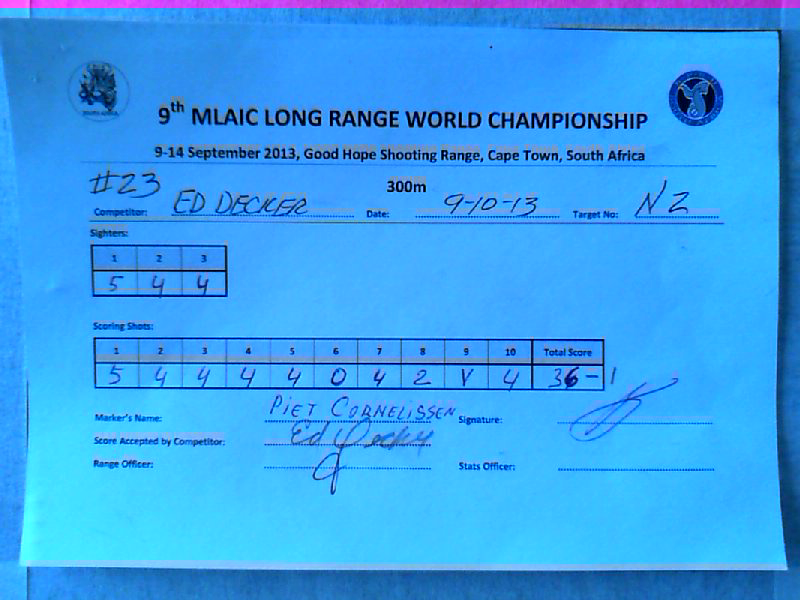 9th MLAIC LONG RANGE WORLD CHAMPIONSHIP
9-14 September 2013, Good Hope Shooting Range, Cape Town, South Africa
#23
300m
Competitor: ED DECKER Date: 9-10-13 Target No: N2
Sighters:
1 2 3
5 4 4
Scoring Shots:
1 2 3 4 5 6 7 8 9 10 Total Score
5 4 4 4 4 0 4 2 V 4 36-1
Marker's Name: PIET CORNELISSEN Signature:
Score Accepted by Competitor: Ed Decker
Range Officer: Stats Officer: